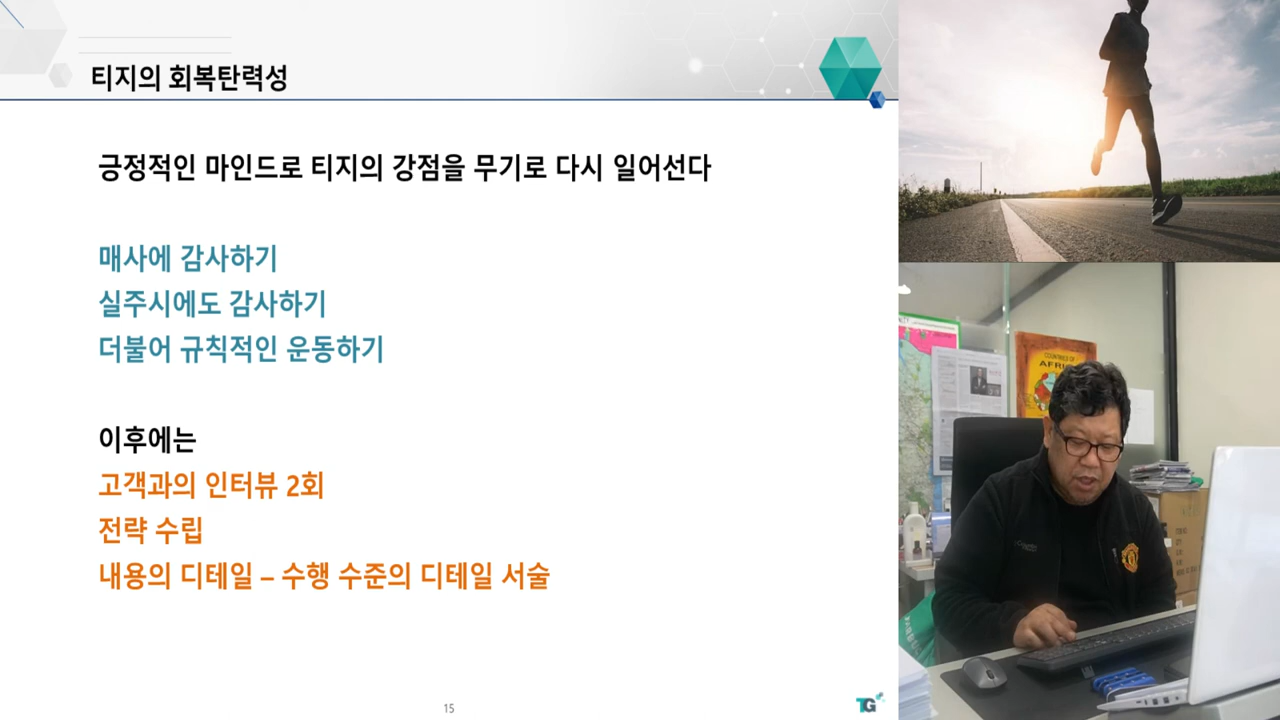 티지의 회복탄력성
긍정적인 마인드로 티지의 강점을 무기로 다시 일어선다
매사에 감사하기
실주시에도 감사하기
더불어 규칙적인 운동하기
이후에는
고객과의 인터뷰 2회
전략 수립
내용의 디테일 – 수행 수준의 디테일 서술
15
TG
COUNTRIES OF
AFRI
Columbia